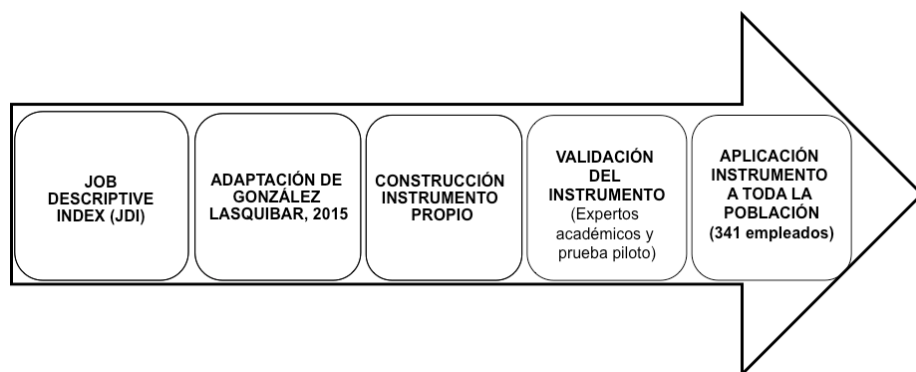 JOB
DESCRIPTIVE
INDEX (JDI)
ADAPTACIÓN DE
GONZÁLEZ
LASQUIBAR, 2015
CONSTRUCCIÓN
INSTRUMENTO
PROPIO
VALIDACIÓN
DEL
INSTRUMENTO
(Expertos
académicos y
prueba piloto)
APLICACIÓN
INSTRUMENTO
A TODA LA
POBLACIÓN
(341 empleados)